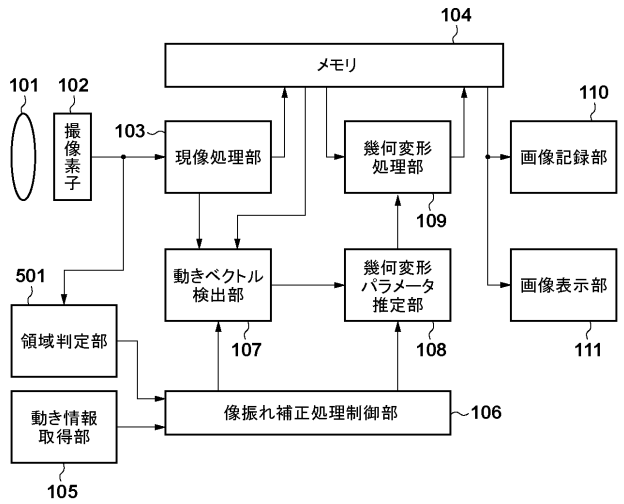 104
メモリ
101
102
撮像素子
103
現像処理部
幾何変形
処理部
109
110
画像記録部
501
領域判定部
動きベクトル
検出部
107
幾何変形
パラメータ
推定部
108
画像表示部
111
動き情報
取得部
105
像振れ補正処理制御部
106